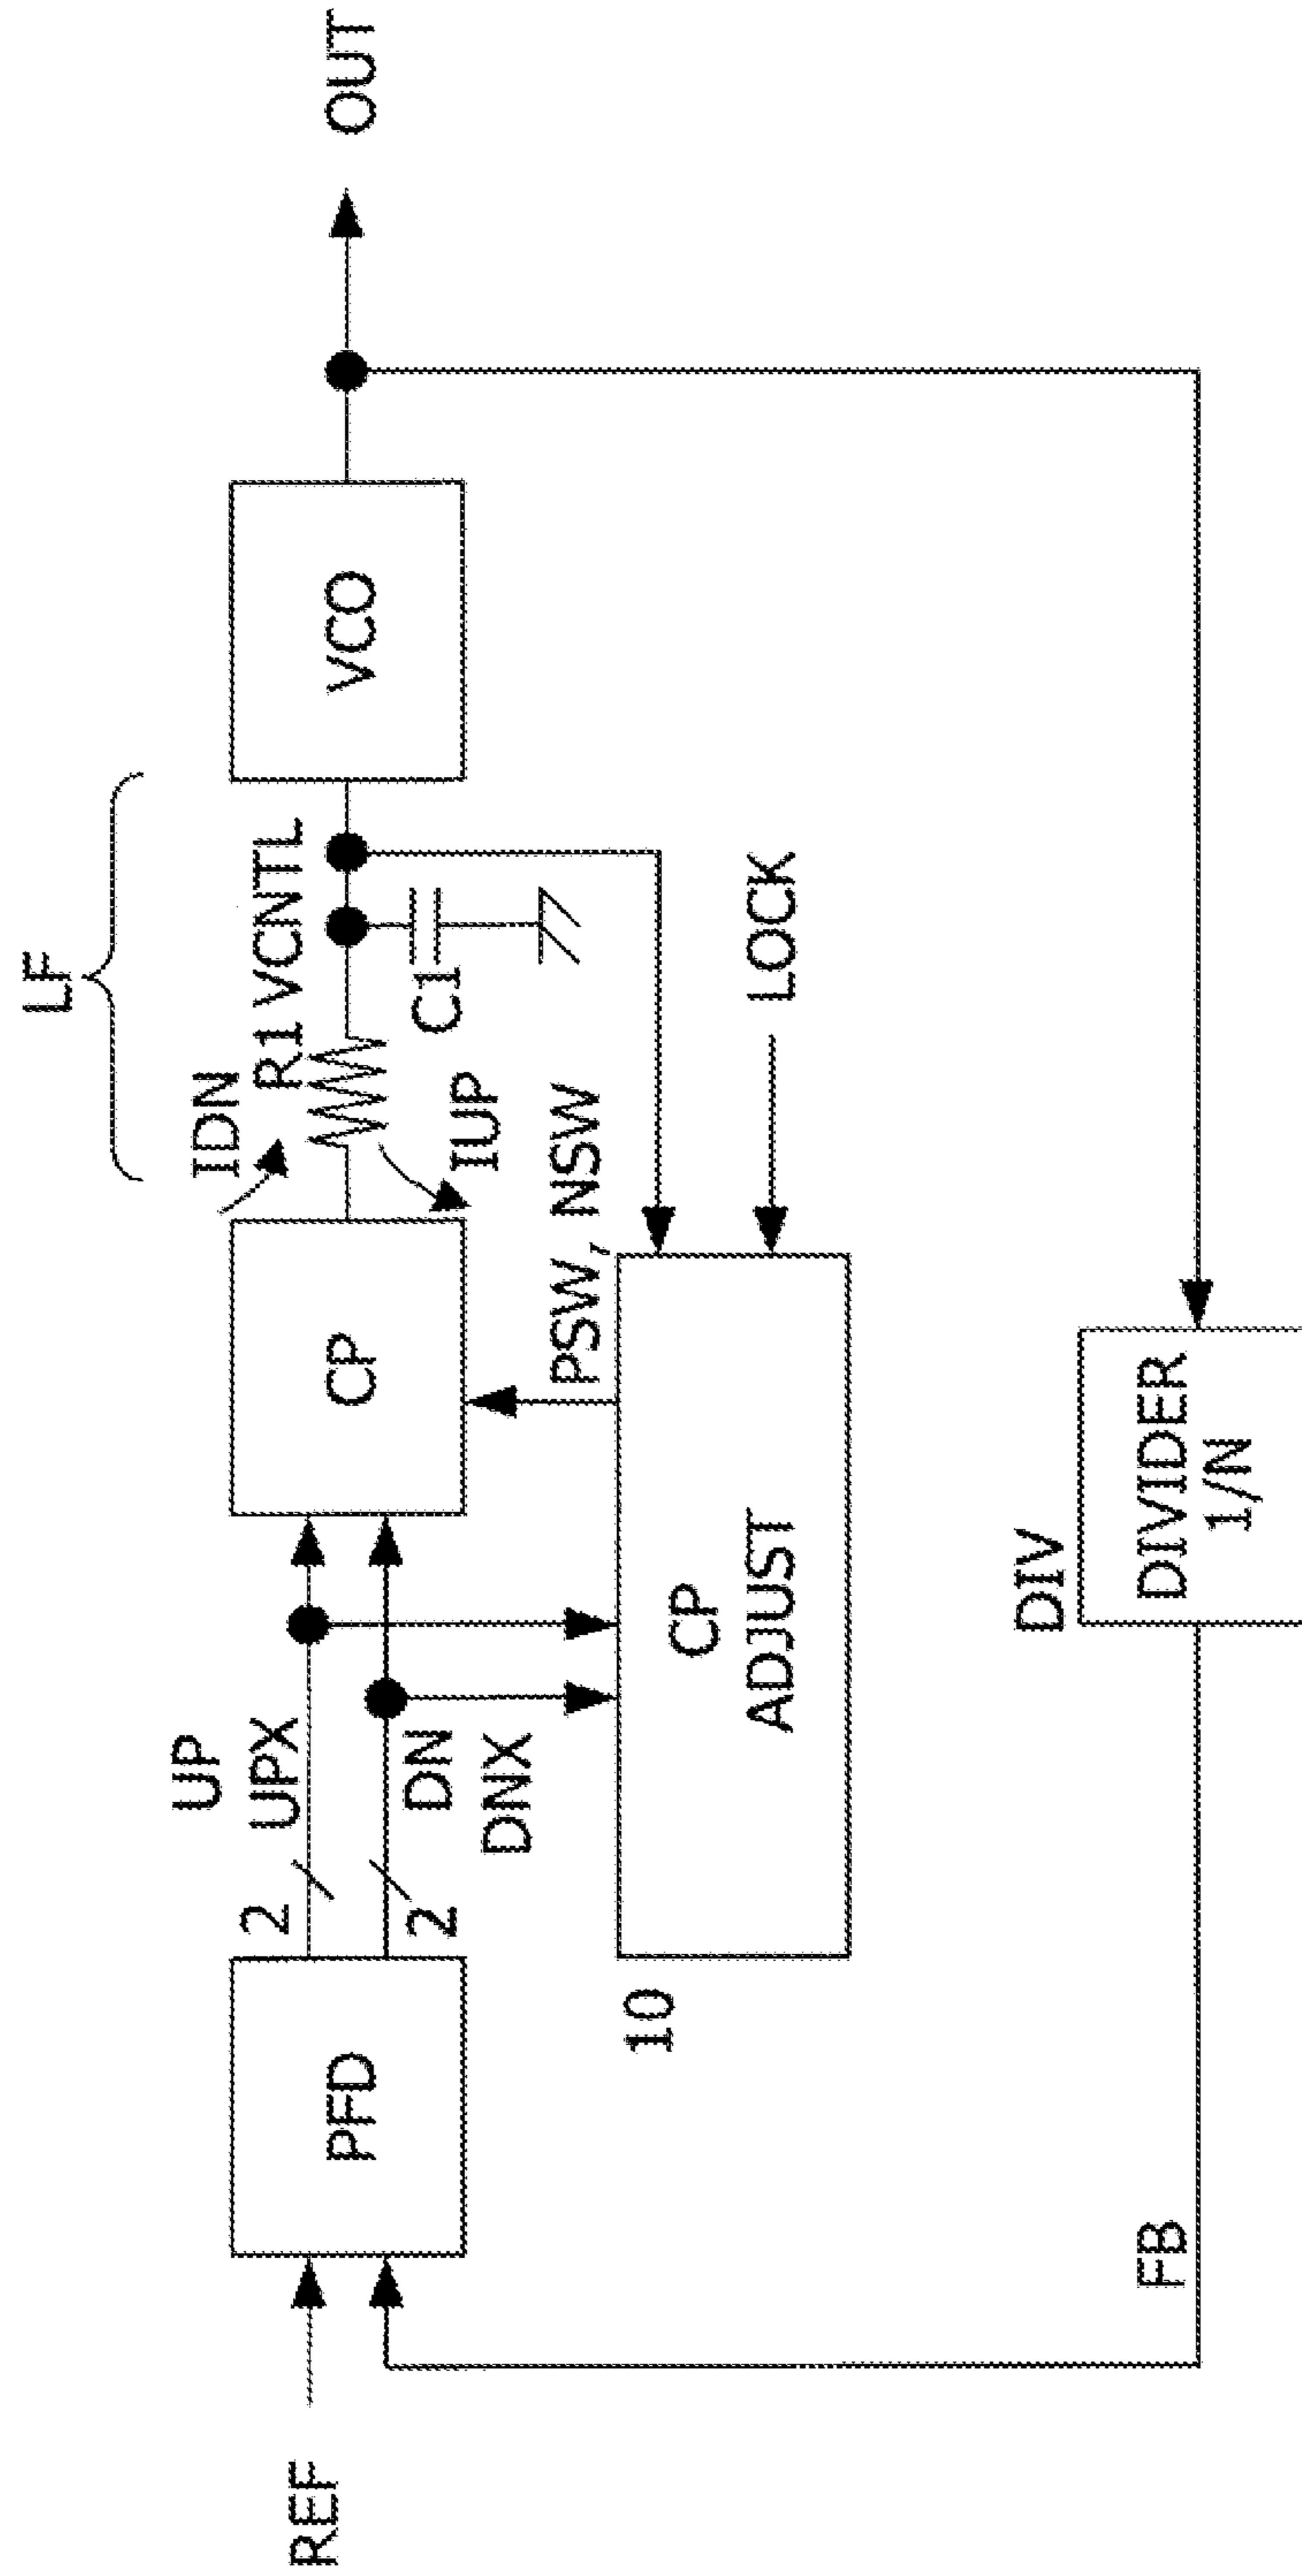 LF
IDN
R1 VCNTL
UP
UPX
2
REF
PFD
CP
VCO
OUT
2
DN
DNX
IUP
C1
PSW, NSW
10
CP
ADJUST
LOCK
DIV
FB
DIVIDER
1/N